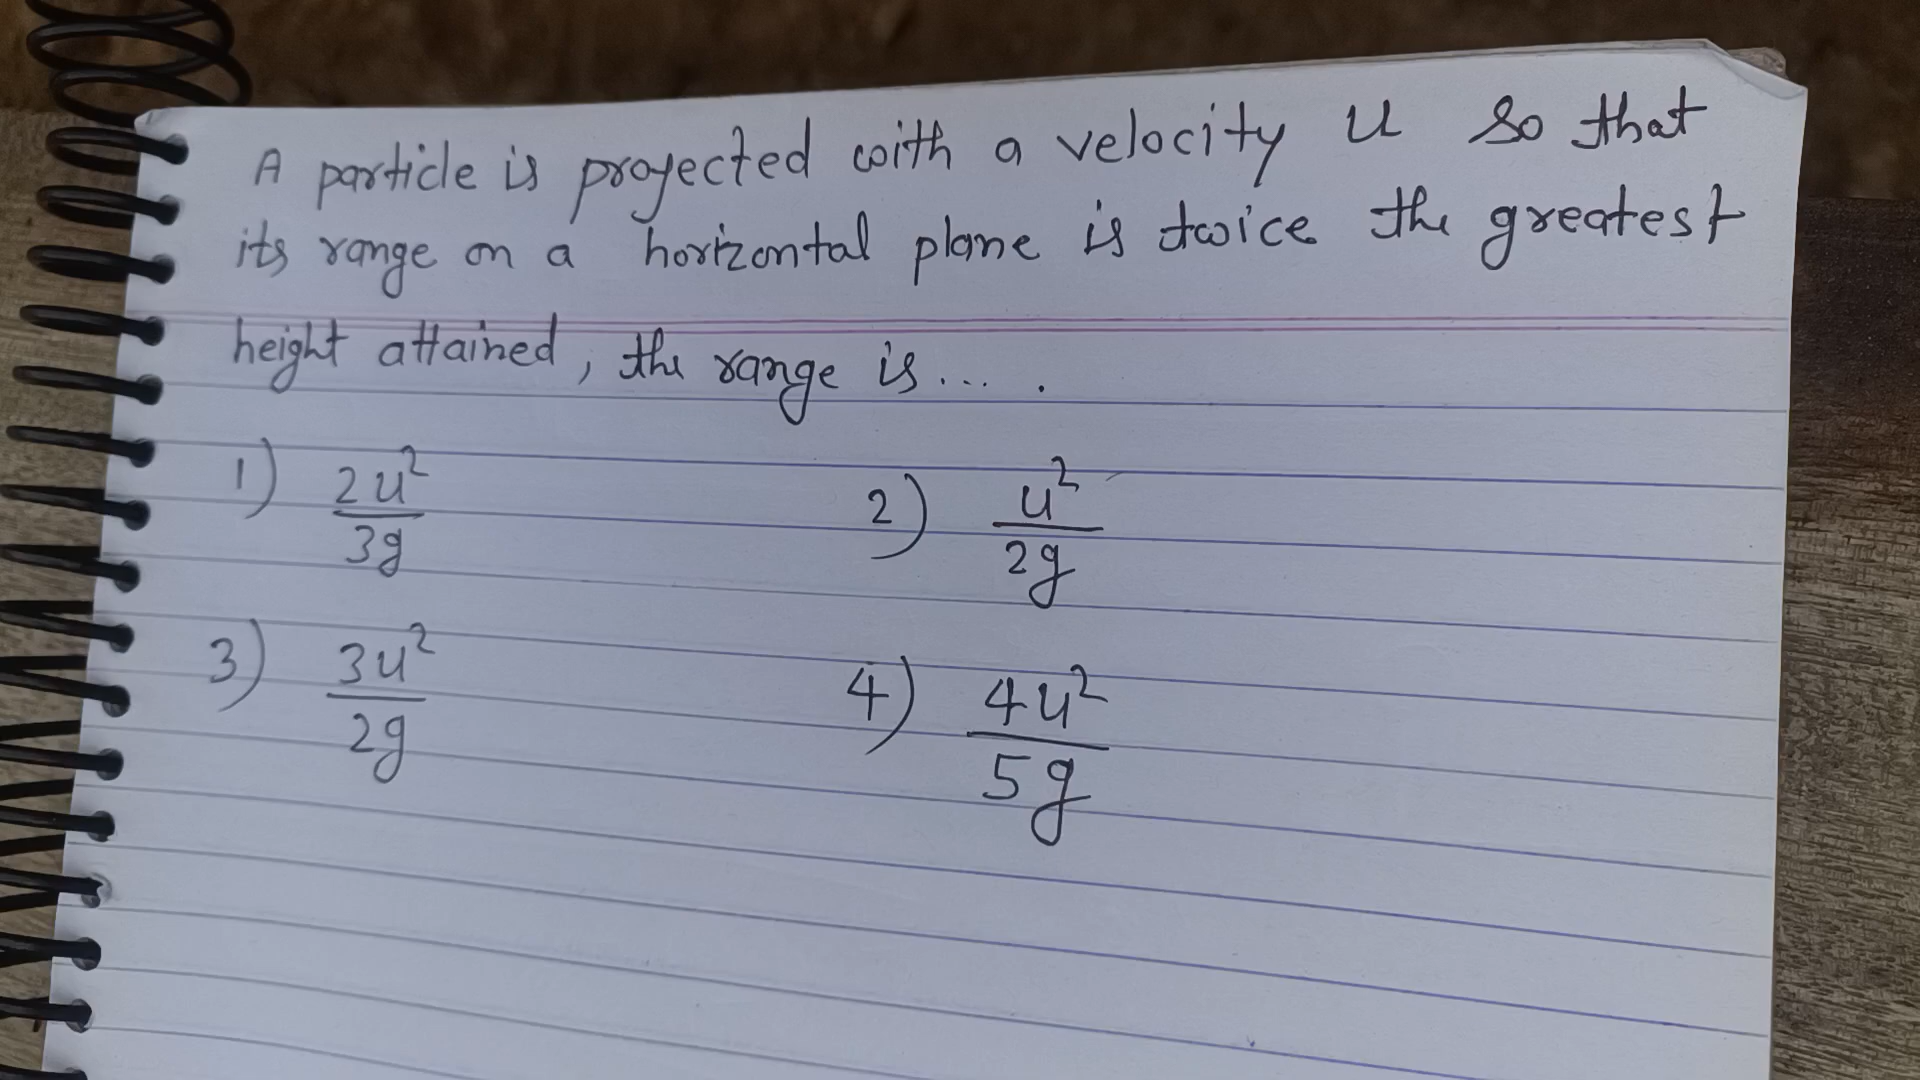 A particle is projected with a velocity u so that
its range on a horizontal plane is twice the greatest
height attained, the range is ... .
1) 2u²/3g 2) u²/2g
3) 3u²/2g 4) 4u²/5g